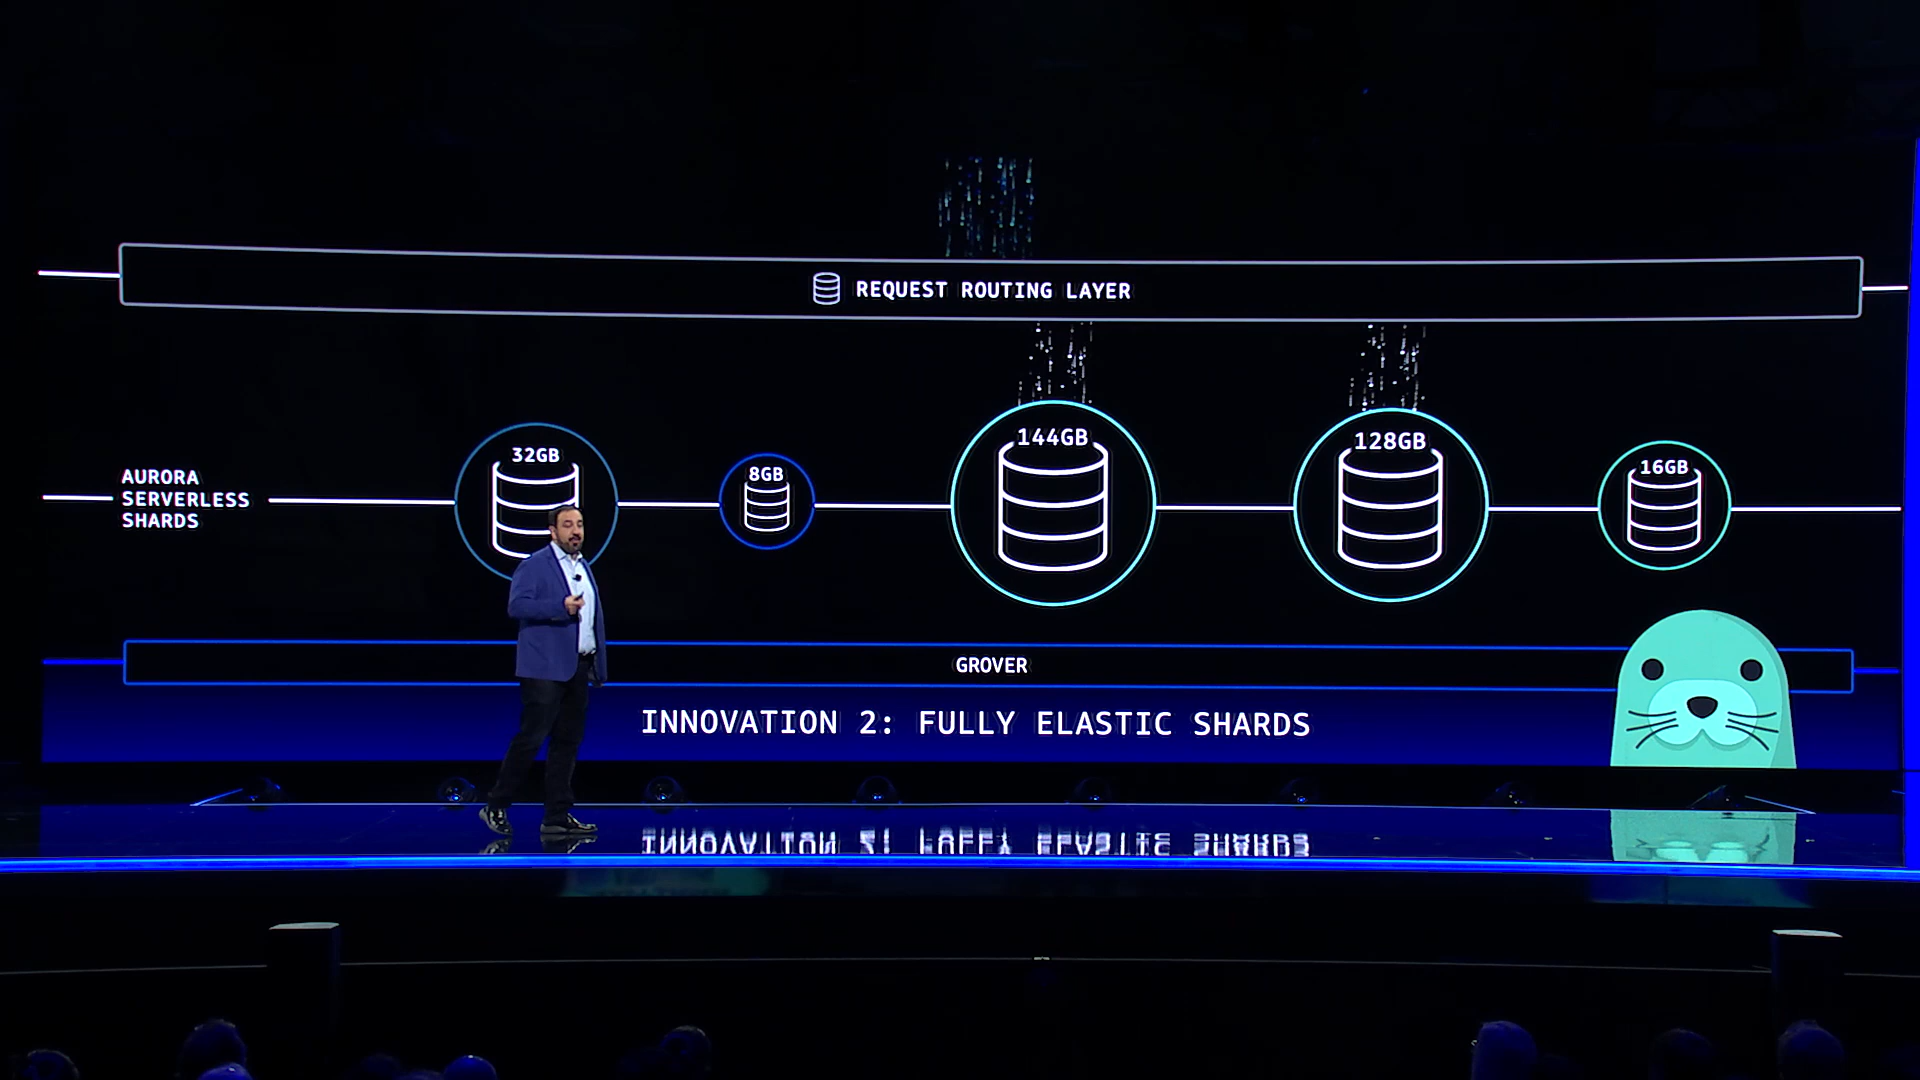 REQUEST ROUTING LAYER
32GB
8GB
144GB
128GB
16GB
AURORA
SERVERLESS
SHARDS
GROVER
INNOVATION 2: FULLY ELASTIC SHARDS